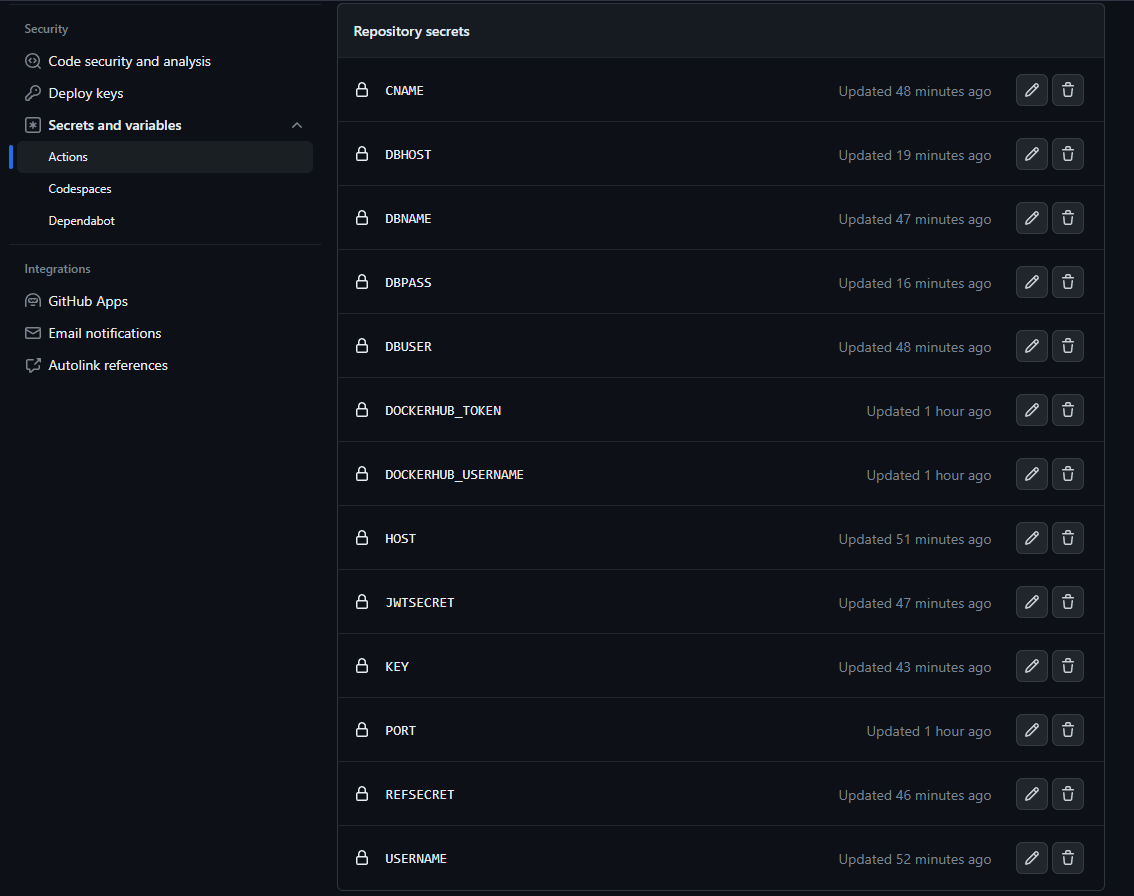 Security
Code security and analysis
Deploy keys
Secrets and variables
Actions
Codespaces
Dependabot
Integrations
GitHub Apps
Email notifications
Autolink references
Repository secrets
CNAME Updated 48 minutes ago
DBHOST Updated 19 minutes ago
DBNAME Updated 47 minutes ago
DBPASS Updated 16 minutes ago
DBUSER Updated 48 minutes ago
DOCKERHUB_TOKEN Updated 1 hour ago
DOCKERHUB_USERNAME Updated 1 hour ago
HOST Updated 51 minutes ago
JWTSECRET Updated 47 minutes ago
KEY Updated 43 minutes ago
PORT Updated 1 hour ago
REFSECRET Updated 46 minutes ago
USERNAME Updated 52 minutes ago